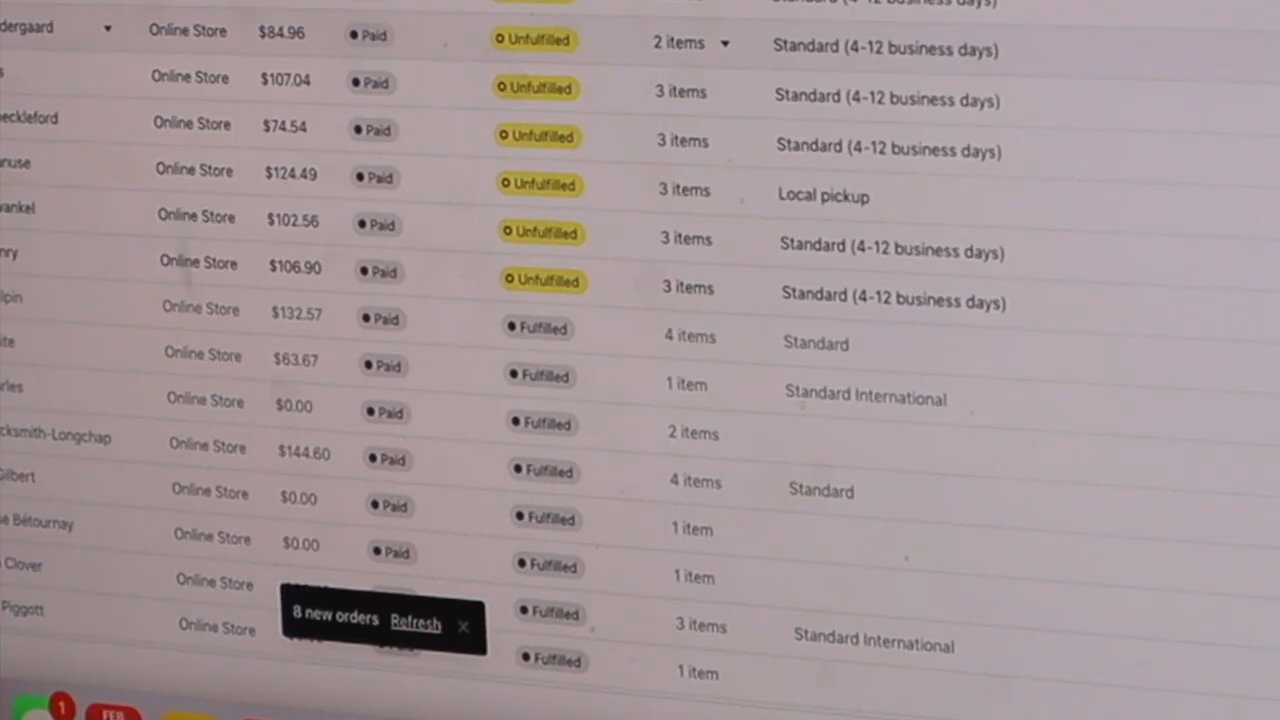 Standard (4-12 business days)
dergaard Online Store $84.96 Paid Unfulfilled 2 items Standard (4-12 business days)
s Online Store $107.04 Paid Unfulfilled 3 items Standard (4-12 business days)
eckleford Online Store $74.54 Paid Unfulfilled 3 items Standard (4-12 business days)
nuse Online Store $124.49 Paid Unfulfilled 3 items Local pickup
vankel Online Store $102.56 Paid Unfulfilled 3 items Standard (4-12 business days)
nry Online Store $106.90 Paid Unfulfilled 3 items Standard (4-12 business days)
lpin Online Store $132.57 Paid Fulfilled 4 items Standard
ite Online Store $63.67 Paid Fulfilled 1 item Standard International
rles Online Store $0.00 Paid Fulfilled 2 items
cksmith-Longchap Online Store $144.60 Paid Fulfilled 4 items Standard
Gilbert Online Store $0.00 Paid Fulfilled 1 item
se Bétournay Online Store $0.00 Paid Fulfilled 1 item
Clover Online Store Fulfilled 3 items Standard International
Piggott Online Store Fulfilled 1 item
8 new orders Refresh
1
FEB